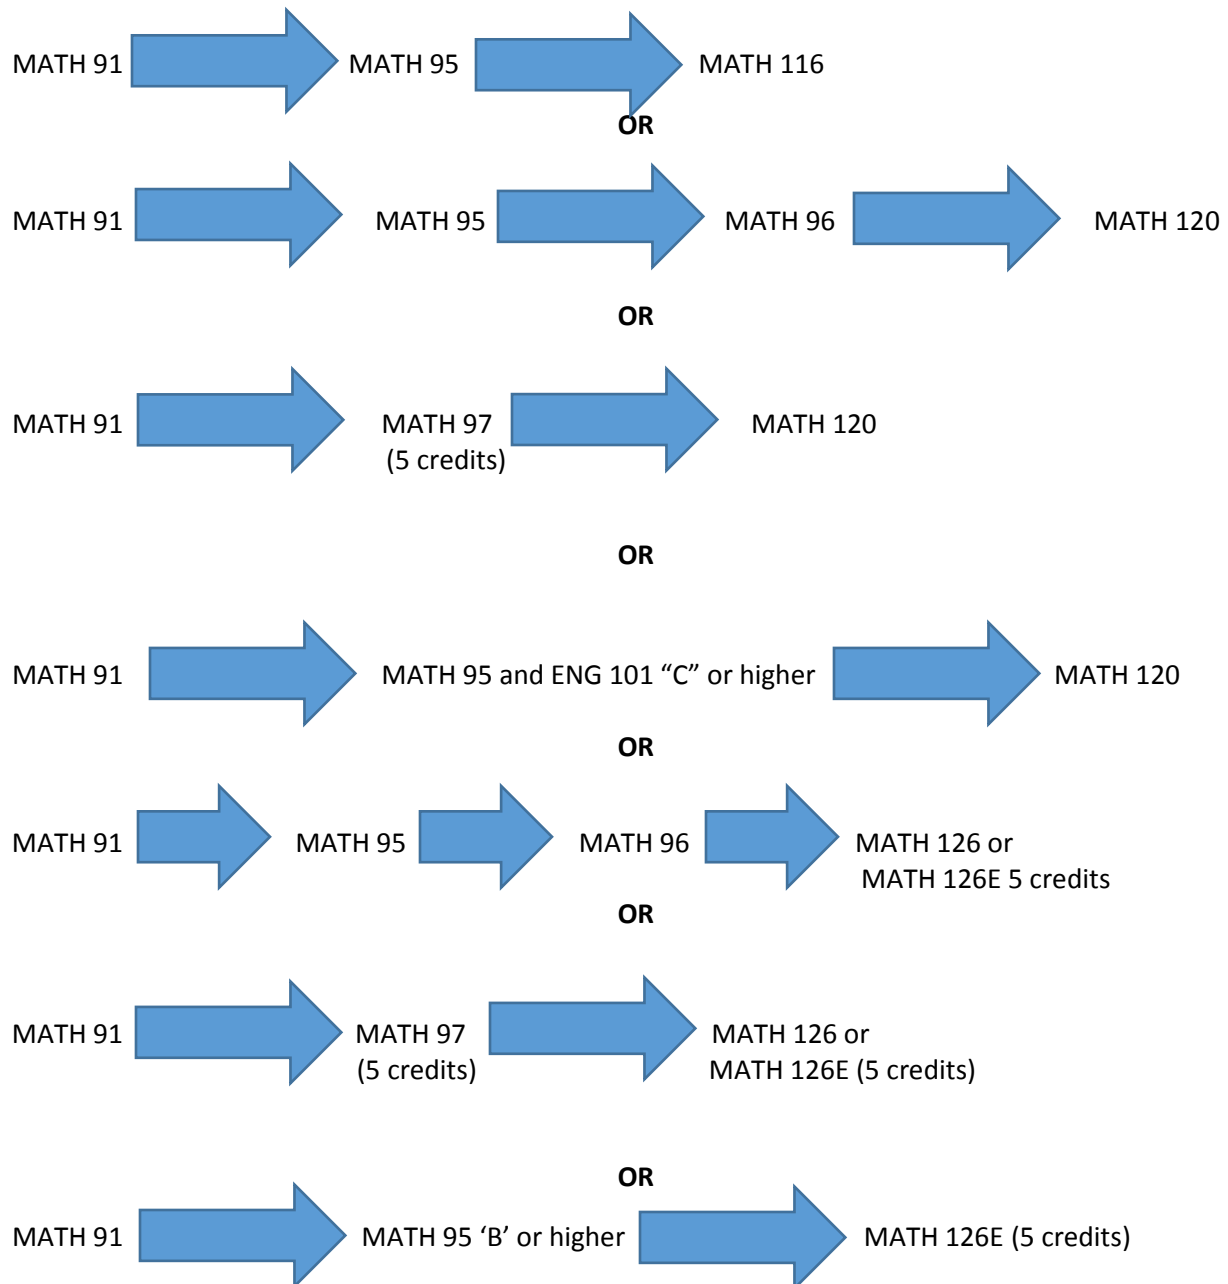 MATH 91 MATH 95 MATH 116
OR
MATH 91 MATH 95 MATH 96 MATH 120
OR
MATH 91 MATH 97 MATH 120
(5 credits)
OR
MATH 91 MATH 95 and ENG 101 “C” or higher MATH 120
OR
MATH 91 MATH 95 MATH 96 MATH 126 or
MATH 126E 5 credits
OR
MATH 91 MATH 97 MATH 126 or
(5 credits) MATH 126E (5 credits)
OR
MATH 91 MATH 95 ‘B’ or higher MATH 126E (5 credits)